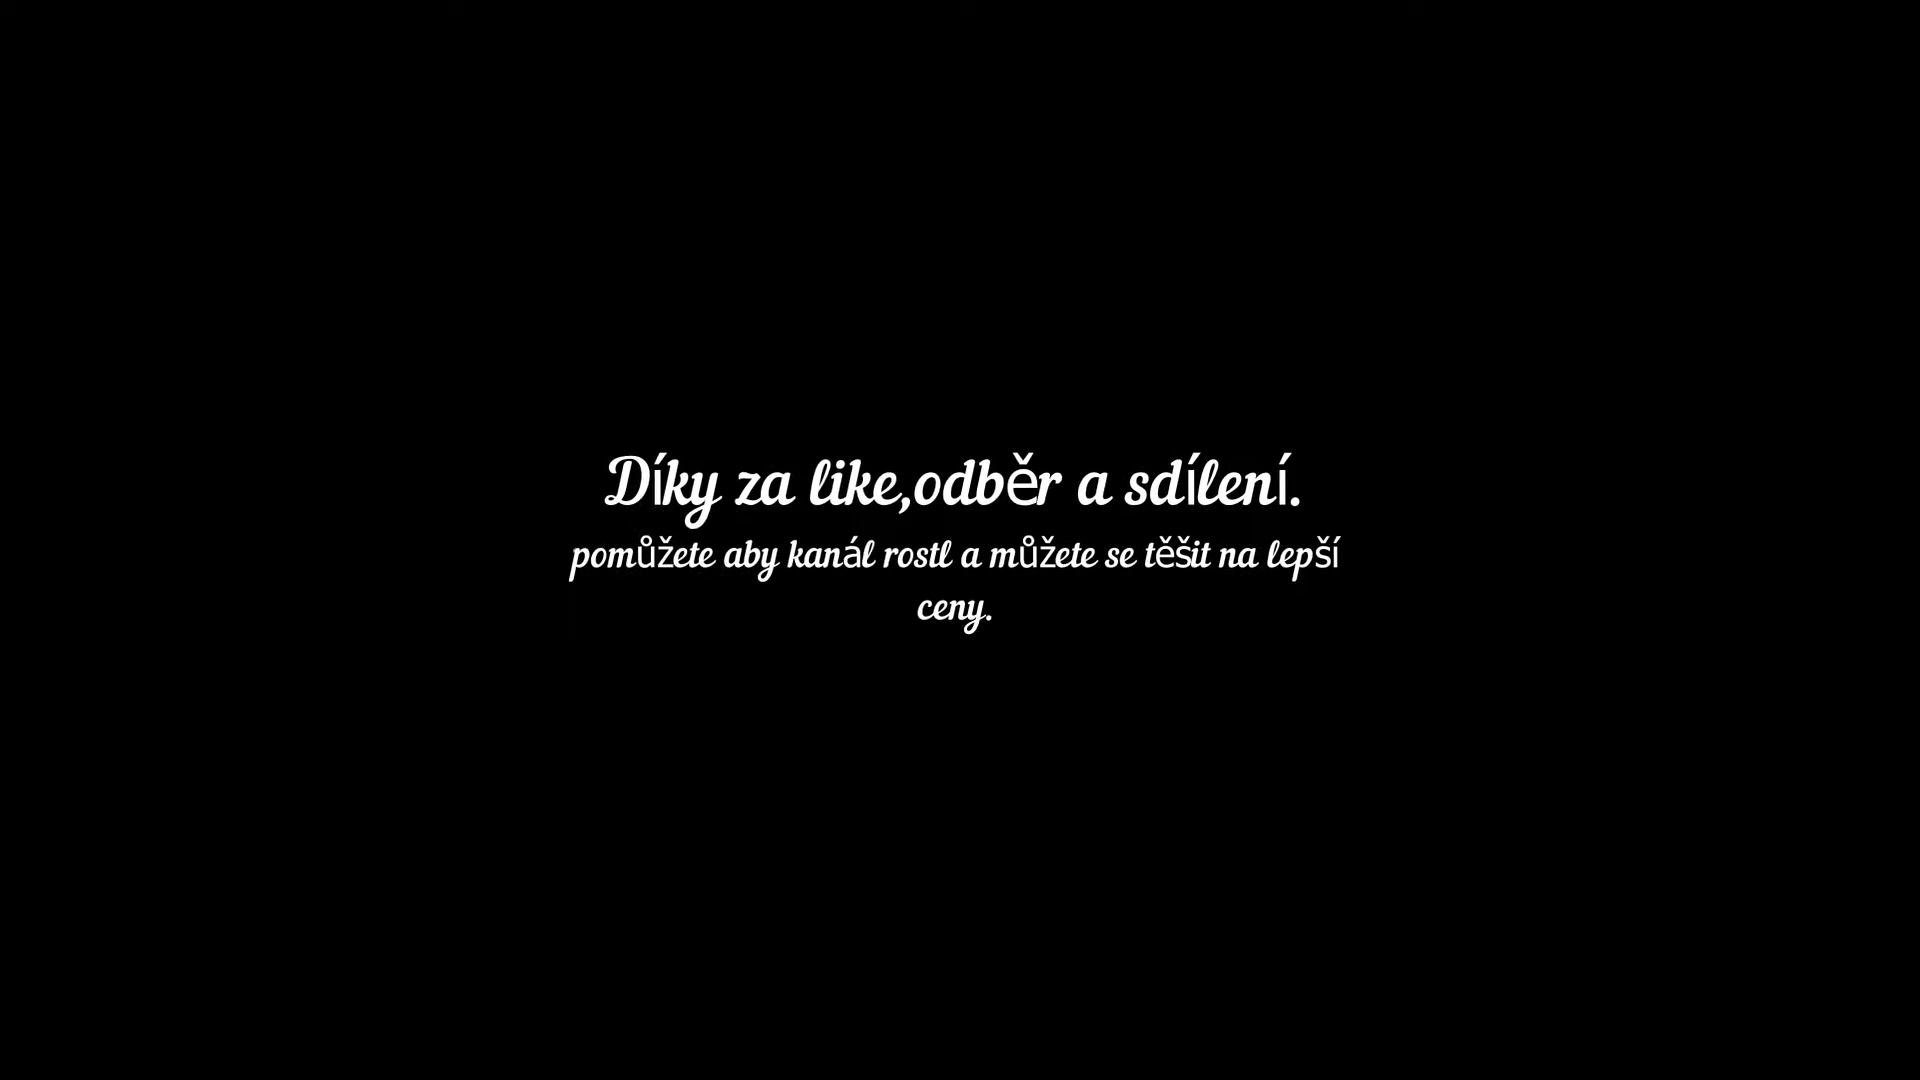 Díky za like,odběr a sdílení.
pomůžete aby kanál rostl a můžete se těšit na lepší
ceny.